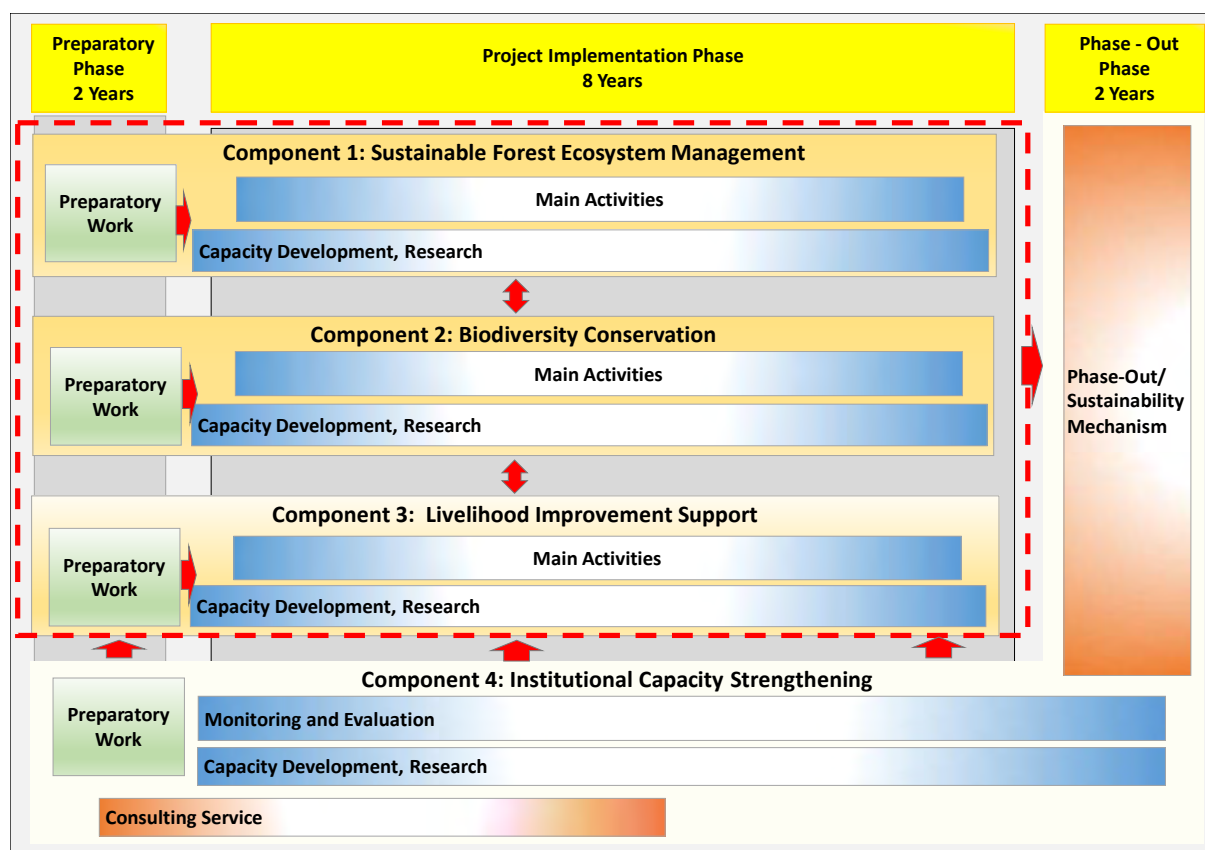 Preparatory
Phase
2 Years
Project Implementation Phase
8 Years
Phase - Out
Phase
2 Years
Component 1: Sustainable Forest Ecosystem Management
Preparatory
Work
Main Activities
Capacity Development, Research
Component 2: Biodiversity Conservation
Preparatory
Work
Main Activities
Capacity Development, Research
Phase-Out/
Sustainability
Mechanism
Component 3: Livelihood Improvement Support
Preparatory
Work
Main Activities
Capacity Development, Research
Component 4: Institutional Capacity Strengthening
Preparatory
Work
Monitoring and Evaluation
Capacity Development, Research
Consulting Service